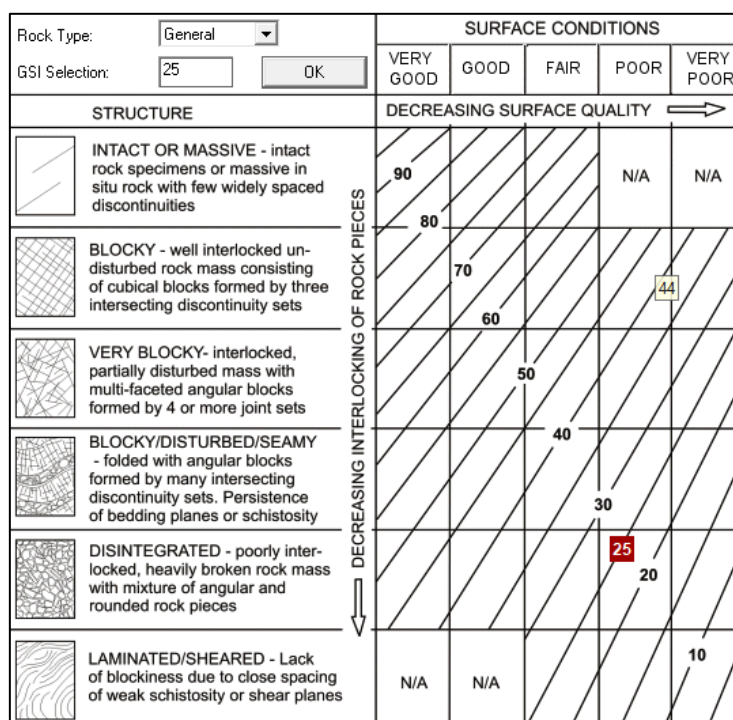 Rock Type: General
GSI Selection: 25 OK
SURFACE CONDITIONS
VERY GOOD
GOOD
FAIR
POOR
VERY POOR
STRUCTURE
DECREASING SURFACE QUALITY
DECREASING INTERLOCKING OF ROCK PIECES
INTACT OR MASSIVE - intact
rock specimens or massive in
situ rock with few widely spaced
discontinuities
90
80
N/A
N/A
BLOCKY - well interlocked un-
disturbed rock mass consisting
of cubical blocks formed by three
intersecting discontinuity sets
70
60
44
VERY BLOCKY- interlocked,
partially disturbed mass with
multi-faceted angular blocks
formed by 4 or more joint sets
50
BLOCKY/DISTURBED/SEAMY
- folded with angular blocks
formed by many intersecting
discontinuity sets. Persistence
of bedding planes or schistosity
40
30
DISINTEGRATED - poorly inter-
locked, heavily broken rock mass
with mixture of angular and
rounded rock pieces
25
20
LAMINATED/SHEARED - Lack
of blockiness due to close spacing
of weak schistosity or shear planes
N/A
N/A
10